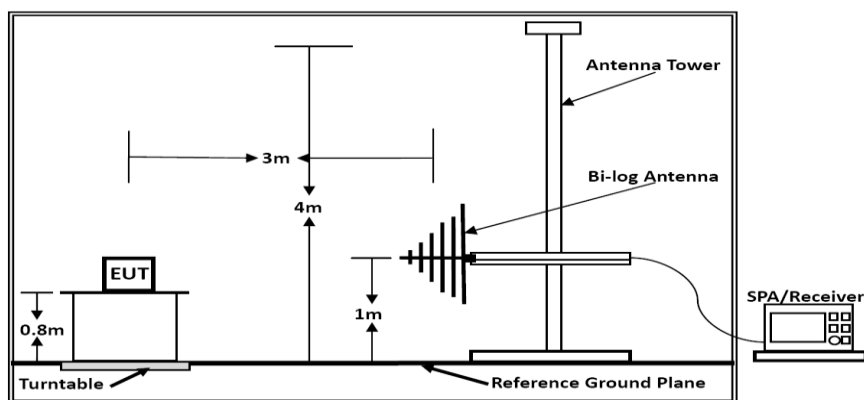 Antenna Tower
3m
Bi-log Antenna
4m
EUT
SPA/Receiver
0.8m
1m
Turntable
Reference Ground Plane